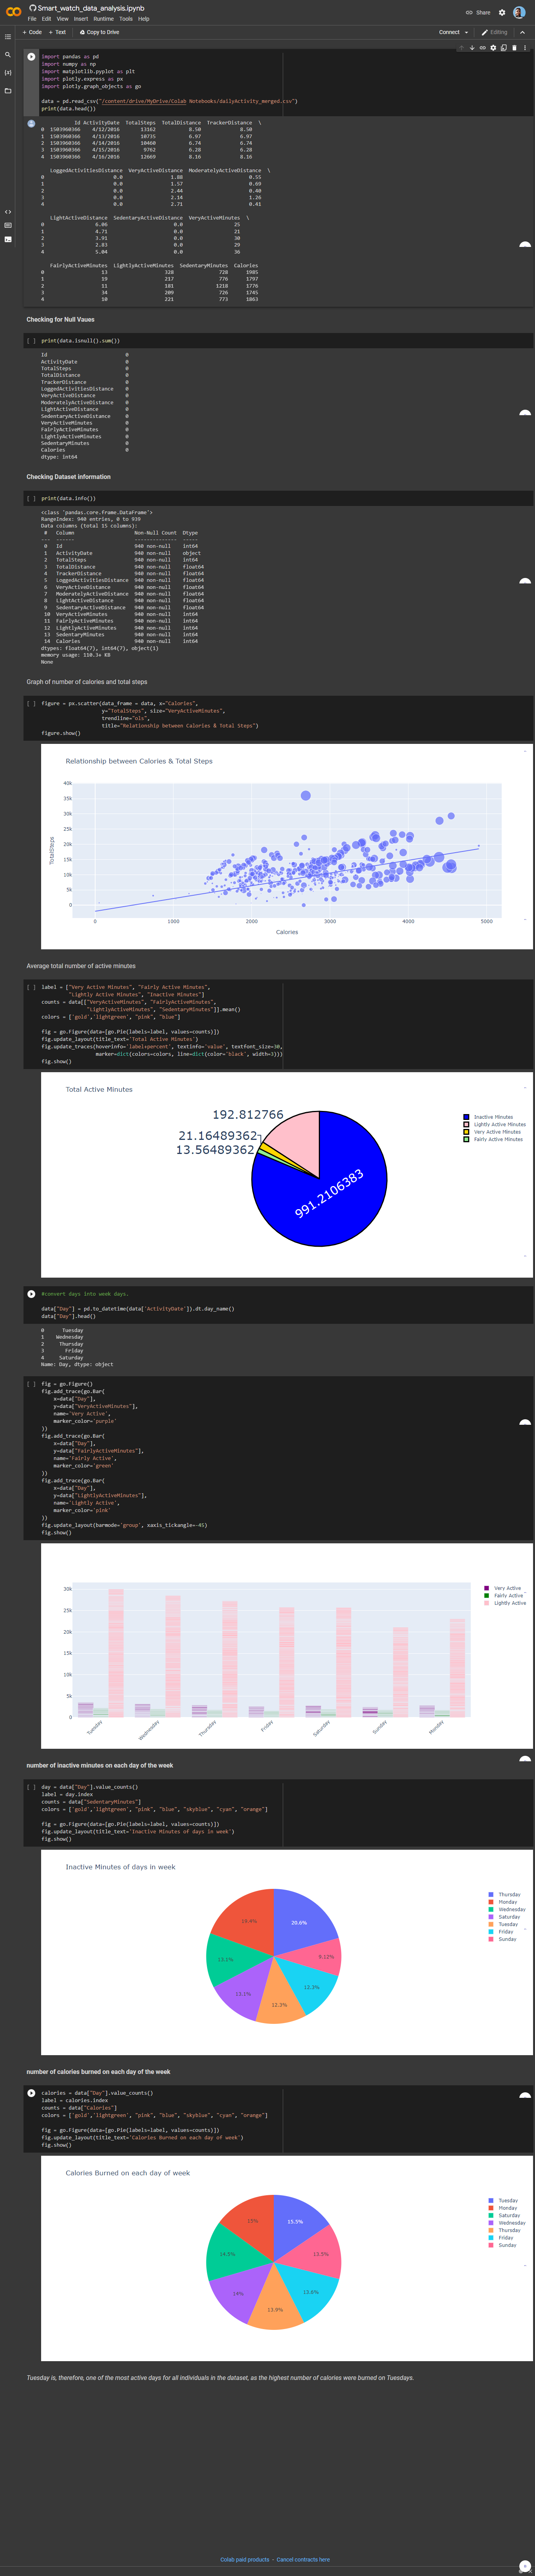 Smart_watch_data_analysis.ipynb
File Edit View Insert Runtime Tools Help
Share
+ Code + Text Copy to Drive
Connect
Editing
import pandas as pd
import numpy as np
import matplotlib.pyplot as plt
import plotly.express as px
import plotly.graph_objects as go
data = pd.read_csv("/content/drive/MyDrive/Colab Notebooks/dailyActivity_merged.csv")
print(data.head())
Id ActivityDate TotalSteps TotalDistance TrackerDistance \
0 1503960366 4/12/2016 13162 8.50 8.50
1 1503960366 4/13/2016 10735 6.97 6.97
2 1503960366 4/14/2016 10460 6.74 6.74
3 1503960366 4/15/2016 9762 6.28 6.28
4 1503960366 4/16/2016 12669 8.16 8.16
LoggedActivitiesDistance VeryActiveDistance ModeratelyActiveDistance \
0 0.0 1.88 0.55
1 0.0 1.57 0.69
2 0.0 2.44 0.40
3 0.0 2.14 1.26
4 0.0 2.71 0.41
LightActiveDistance SedentaryActiveDistance VeryActiveMinutes \
0 6.06 0.0 25
1 4.71 0.0 21
2 3.91 0.0 30
3 2.83 0.0 29
4 5.04 0.0 36
FairlyActiveMinutes LightlyActiveMinutes SedentaryMinutes Calories
0 13 328 728 1985
1 19 217 776 1797
2 11 181 1218 1776
3 34 209 726 1745
4 10 221 773 1863
Checking for Null Vaues
[ ] print(data.isnull().sum())
Id 0
ActivityDate 0
TotalSteps 0
TotalDistance 0
TrackerDistance 0
LoggedActivitiesDistance 0
VeryActiveDistance 0
ModeratelyActiveDistance 0
LightActiveDistance 0
SedentaryActiveDistance 0
VeryActiveMinutes 0
FairlyActiveMinutes 0
LightlyActiveMinutes 0
SedentaryMinutes 0
Calories 0
dtype: int64
Checking Dataset information
[ ] print(data.info())
<class 'pandas.core.frame.DataFrame'>
RangeIndex: 940 entries, 0 to 939
Data columns (total 15 columns):
# Column Non-Null Count Dtype
--- ------ -------------- -----
0 Id 940 non-null int64
1 ActivityDate 940 non-null object
2 TotalSteps 940 non-null int64
3 TotalDistance 940 non-null float64
4 TrackerDistance 940 non-null float64
5 LoggedActivitiesDistance 940 non-null float64
6 VeryActiveDistance 940 non-null float64
7 ModeratelyActiveDistance 940 non-null float64
8 LightActiveDistance 940 non-null float64
9 SedentaryActiveDistance 940 non-null float64
10 VeryActiveMinutes 940 non-null int64
11 FairlyActiveMinutes 940 non-null int64
12 LightlyActiveMinutes 940 non-null int64
13 SedentaryMinutes 940 non-null int64
14 Calories 940 non-null int64
dtypes: float64(7), int64(7), object(1)
memory usage: 110.3+ KB
None
Graph of number of calories and total steps
[ ] figure = px.scatter(data_frame = data, x="Calories",
y="TotalSteps", size="VeryActiveMinutes",
trendline="ols",
title="Relationship between Calories & Total Steps")
figure.show()
Relationship between Calories & Total Steps
40k
35k
30k
25k
20k
15k
10k
5k
0
TotalSteps
0 1000 2000 3000 4000 5000
Calories
Average total number of active minutes
[ ] label = ["Very Active Minutes", "Fairly Active Minutes",
"Lightly Active Minutes", "Inactive Minutes"]
counts = data[["VeryActiveMinutes", "FairlyActiveMinutes",
"LightlyActiveMinutes", "SedentaryMinutes"]].mean()
colors = ['gold','lightgreen', "pink", "blue"]
fig = go.Figure(data=[go.Pie(labels=label, values=counts)])
fig.update_layout(title_text='Total Active Minutes')
fig.update_traces(hoverinfo='label+percent', textinfo='value', textfont_size=30,
marker=dict(colors=colors, line=dict(color='black', width=3)))
fig.show()
Total Active Minutes
192.812766
21.16489362
13.56489362
991.2106383
Inactive Minutes
Lightly Active Minutes
Very Active Minutes
Fairly Active Minutes
#convert days into week days.
data["Day"] = pd.to_datetime(data['ActivityDate']).dt.day_name()
data["Day"].head()
0 Tuesday
1 Wednesday
2 Thursday
3 Friday
4 Saturday
Name: Day, dtype: object
[ ] fig = go.Figure()
fig.add_trace(go.Bar(
x=data["Day"],
y=data["VeryActiveMinutes"],
name='Very Active',
marker_color='purple'
))
fig.add_trace(go.Bar(
x=data["Day"],
y=data["FairlyActiveMinutes"],
name='Fairly Active',
marker_color='green'
))
fig.add_trace(go.Bar(
x=data["Day"],
y=data["LightlyActiveMinutes"],
name='Lightly Active',
marker_color='pink'
))
fig.update_layout(barmode='group', xaxis_tickangle=-45)
fig.show()
30k
25k
20k
15k
10k
5k
0
Tuesday Wednesday Thursday Friday Saturday Sunday Monday
Very Active
Fairly Active
Lightly Active
number of inactive minutes on each day of the week
[ ] day = data["Day"].value_counts()
label = day.index
counts = data["SedentaryMinutes"]
colors = ['gold','lightgreen', "pink", "blue", "skyblue", "cyan", "orange"]
fig = go.Figure(data=[go.Pie(labels=label, values=counts)])
fig.update_layout(title_text='Inactive Minutes of days in week')
fig.show()
Inactive Minutes of days in week
19.4%
20.6%
13.1%
9.12%
13.1%
12.3%
12.3%
Thursday
Monday
Wednesday
Saturday
Tuesday
Friday
Sunday
number of calories burned on each day of the week
calories = data["Day"].value_counts()
label = calories.index
counts = data["Calories"]
colors = ['gold','lightgreen', "pink", "blue", "skyblue", "cyan", "orange"]
fig = go.Figure(data=[go.Pie(labels=label, values=counts)])
fig.update_layout(title_text='Calories Burned on each day of week')
fig.show()
Calories Burned on each day of week
15%
15.5%
14.5%
13.5%
14%
13.6%
13.9%
Tuesday
Monday
Saturday
Wednesday
Thursday
Friday
Sunday
Tuesday is, therefore, one of the most active days for all individuals in the dataset, as the highest number of calories were burned on Tuesdays.
Colab paid products - Cancel contracts here